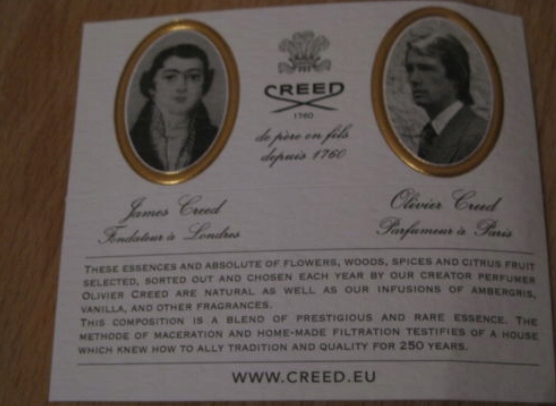 CREED
1760
de père en fils
depuis 1760
James Creed
Fondateur à Londres
Olivier Creed
Parfumeur à Paris
THESE ESSENCES AND ABSOLUTE OF FLOWERS, WOODS, SPICES AND CITRUS FRUIT
SELECTED, SORTED OUT AND CHOSEN EACH YEAR BY OUR CREATOR PERFUMER
OLIVIER CREED ARE NATURAL AS WELL AS OUR INFUSIONS OF AMBERGRIS,
VANILLA, AND OTHER FRAGRANCES.
THIS COMPOSITION IS A BLEND OF PRESTIGIOUS AND RARE ESSENCE. THE
METHODE OF MACERATION AND HOME-MADE FILTRATION TESTIFIES OF A HOUSE
WHICH KNEW HOW TO ALLY TRADITION AND QUALITY FOR 250 YEARS.
WWW.CREED.EU